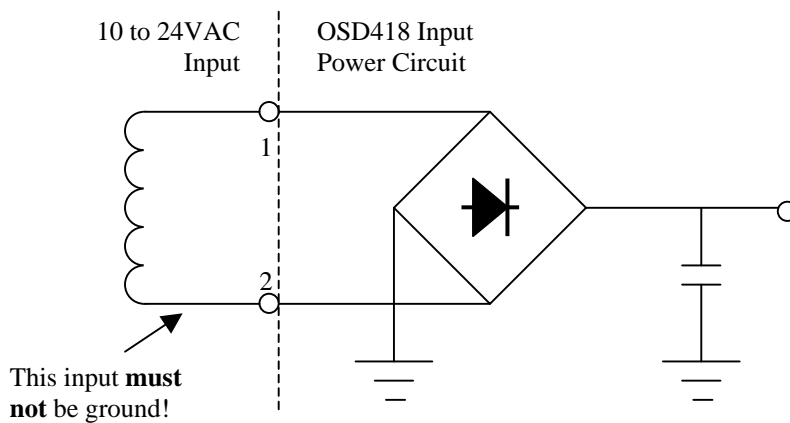 10 to 24VAC
Input
OSD418 Input
Power Circuit
1
2
This input must
not be ground!